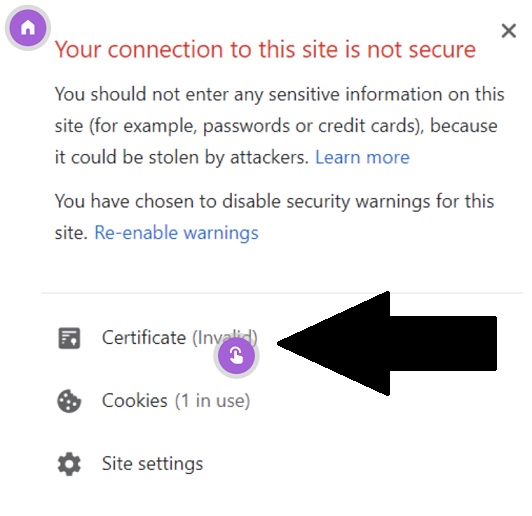 Your connection to this site is not secure
You should not enter any sensitive information on this
site (for example, passwords or credit cards), because
it could be stolen by attackers. Learn more
You have chosen to disable security warnings for this
site. Re-enable warnings
Certificate (Invalid)
Cookies (1 in use)
Site settings